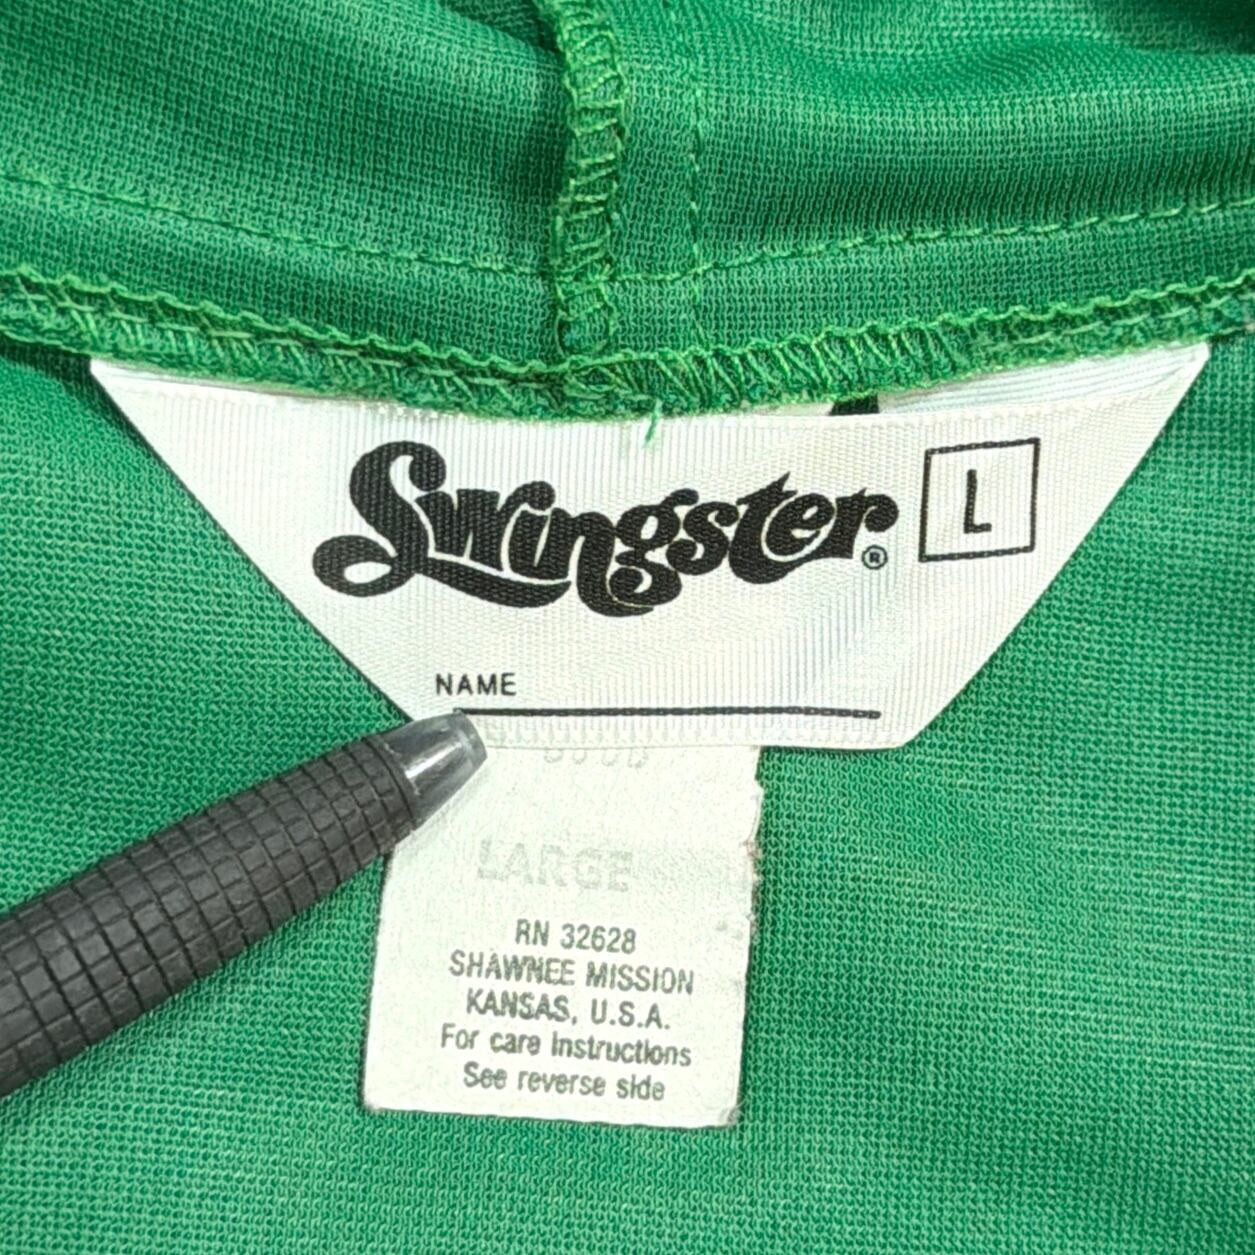 Swingster®
L
NAME
LARGE
RN 32628
SHAWNEE MISSION
KANSAS, U.S.A.
For care Instructions
See reverse side